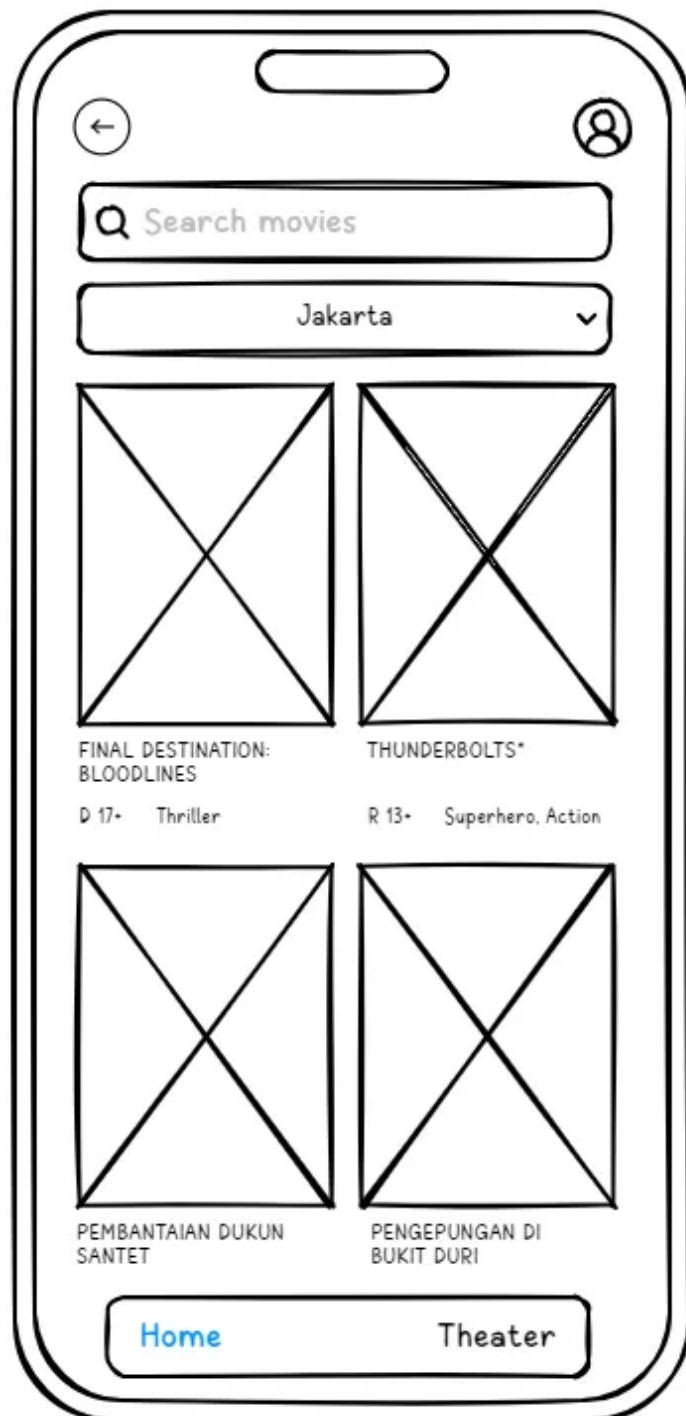 Search movies
Jakarta
FINAL DESTINATION:
BLOODLINES
THUNDERBOLTS*
D 17+ Thriller
R 13+ Superhero, Action
PEMBANTAIAN DUKUN
SANTET
PENGEPUNGAN DI
BUKIT DURI
Home
Theater